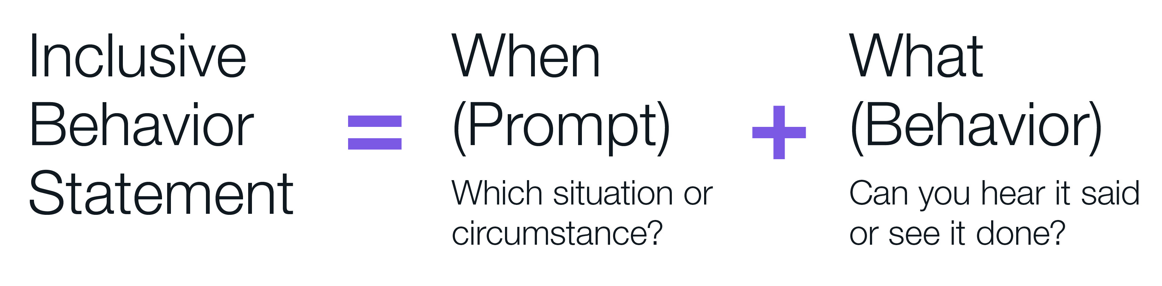 Inclusive
Behavior
Statement
=
When
(Prompt)
Which situation or
circumstance?
+
What
(Behavior)
Can you hear it said
or see it done?